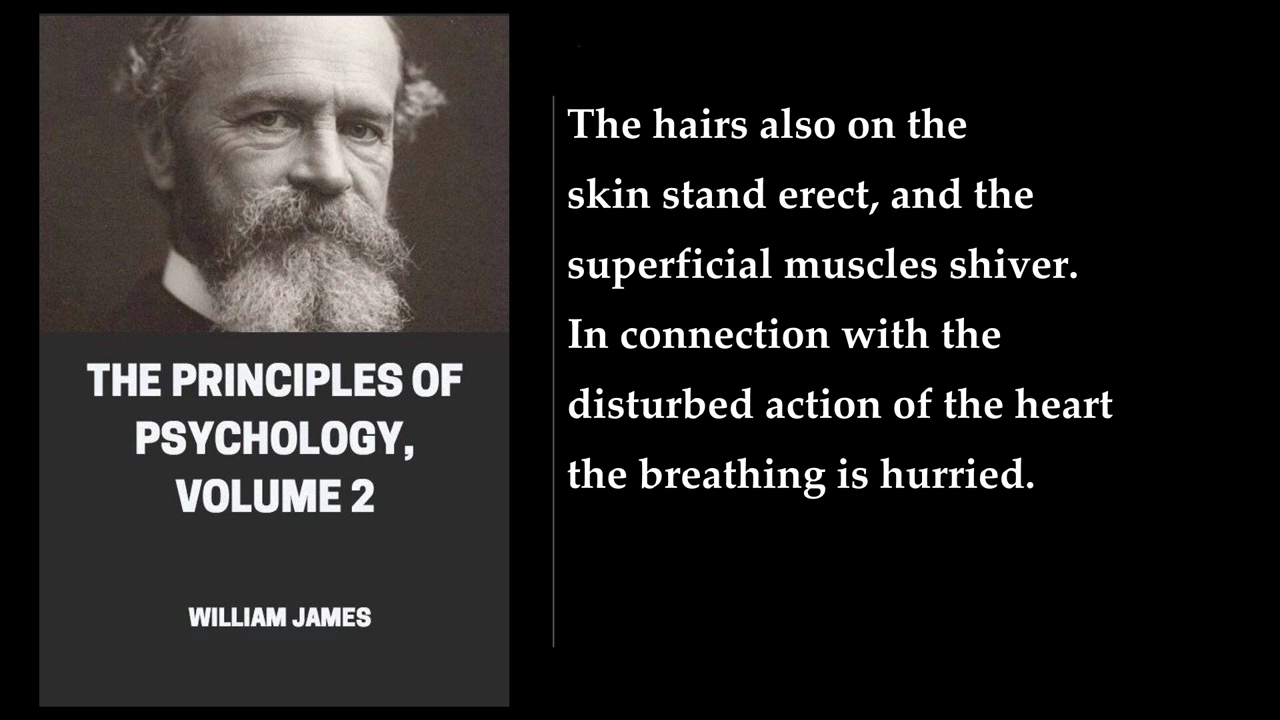 THE PRINCIPLES OF
PSYCHOLOGY,
VOLUME 2
WILLIAM JAMES
The hairs also on the
skin stand erect, and the
superficial muscles shiver.
In connection with the
disturbed action of the heart
the breathing is hurried.